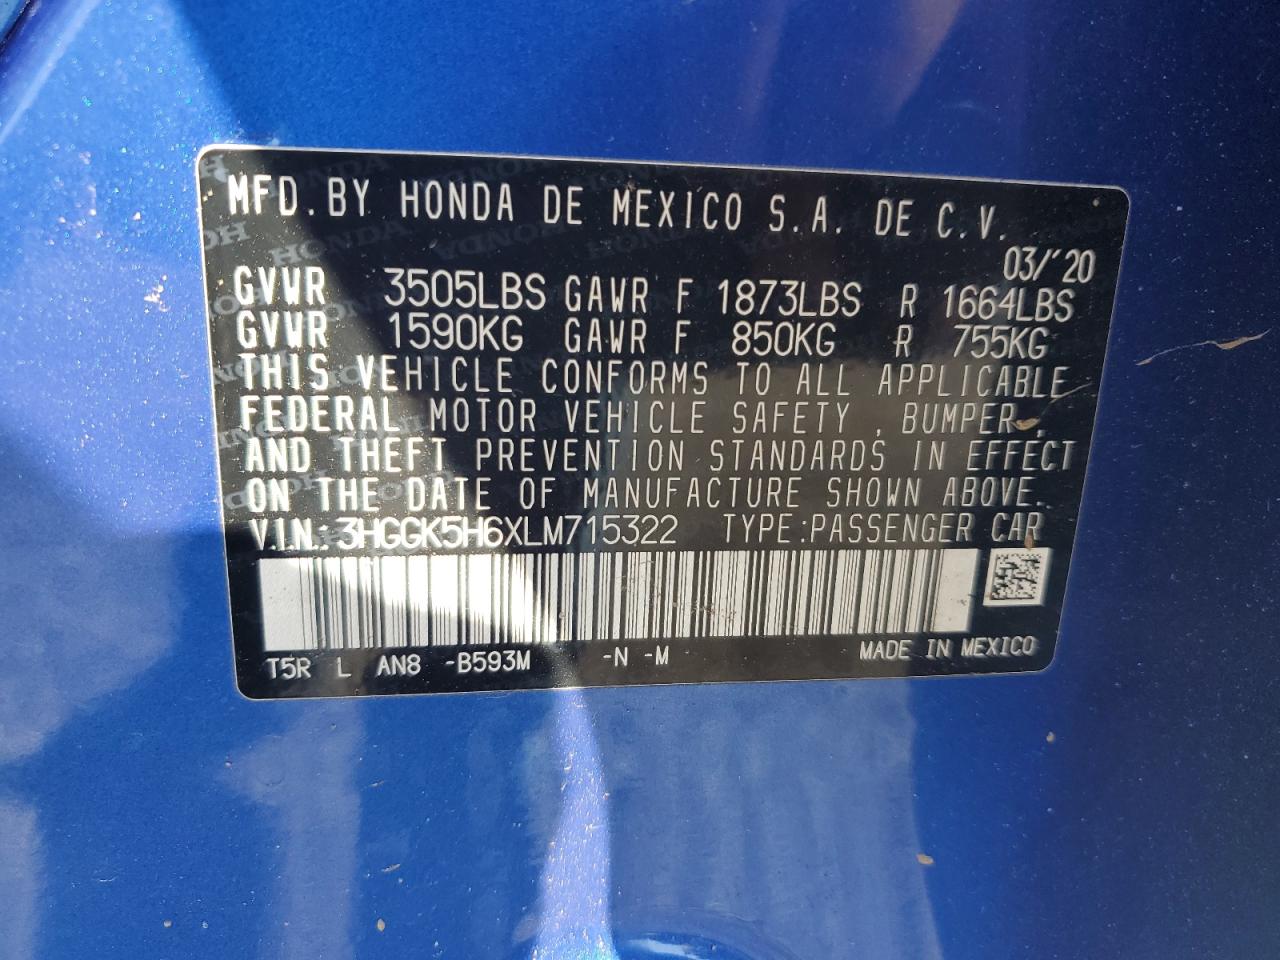 MFD. BY HONDA DE MEXICO S.A. DE C.V.
03/'20
GVWR 3505LBS GAWR F 1873LBS R 1664LBS
GVWR 1590KG GAWR F 850KG R 755KG
THIS VEHICLE CONFORMS TO ALL APPLICABLE
FEDERAL MOTOR VEHICLE SAFETY, BUMPER,
AND THEFT PREVENTION STANDARDS IN EFFECT
ON THE DATE OF MANUFACTURE SHOWN ABOVE.
V.I.N.: 3HGGK5H6XLM715322 TYPE:PASSENGER CAR
T5R L AN8 -B593M -N -M MADE IN MEXICO